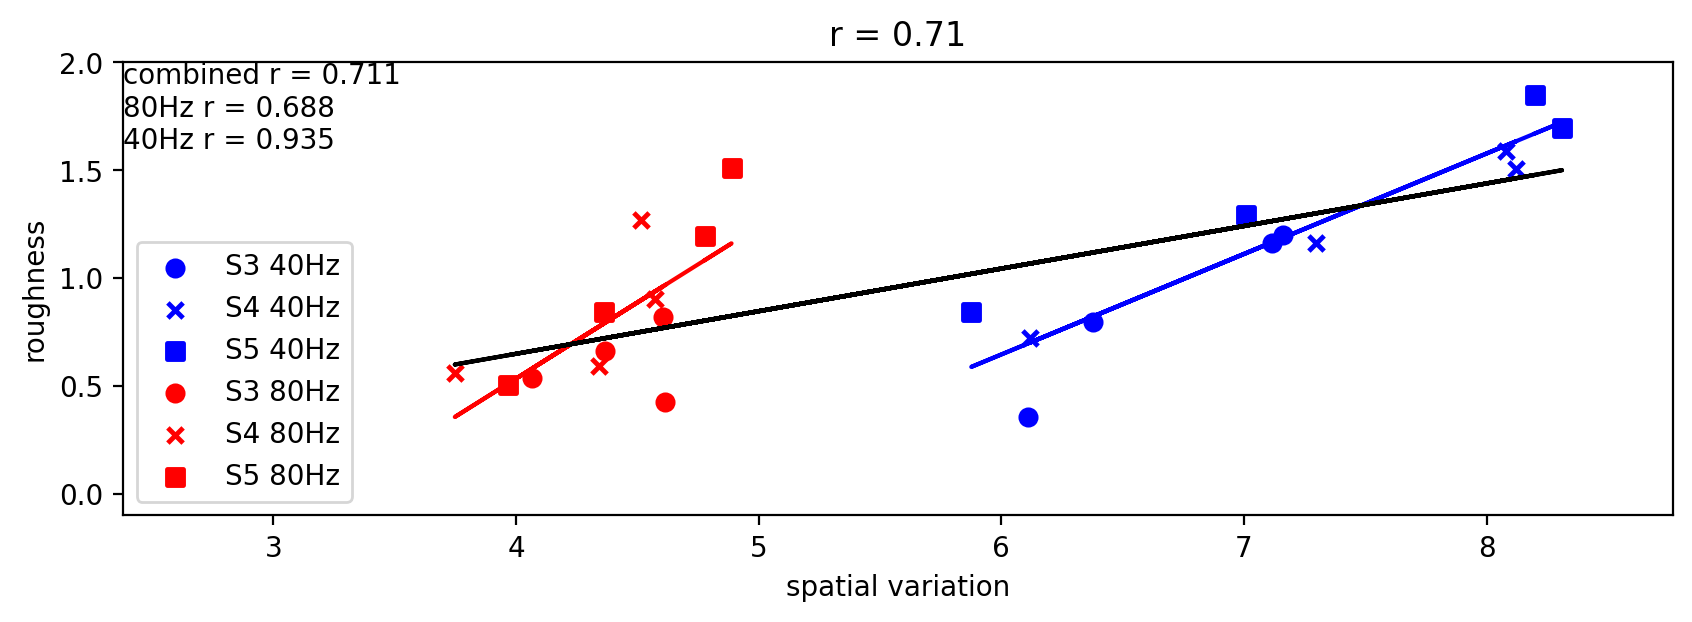 r = 0.71
combined r = 0.711
80Hz r = 0.688
40Hz r = 0.935
2.0
1.5
1.0
0.5
0.0
roughness
S3 40Hz
S4 40Hz
S5 40Hz
S3 80Hz
S4 80Hz
S5 80Hz
3 4 5 6 7 8
spatial variation